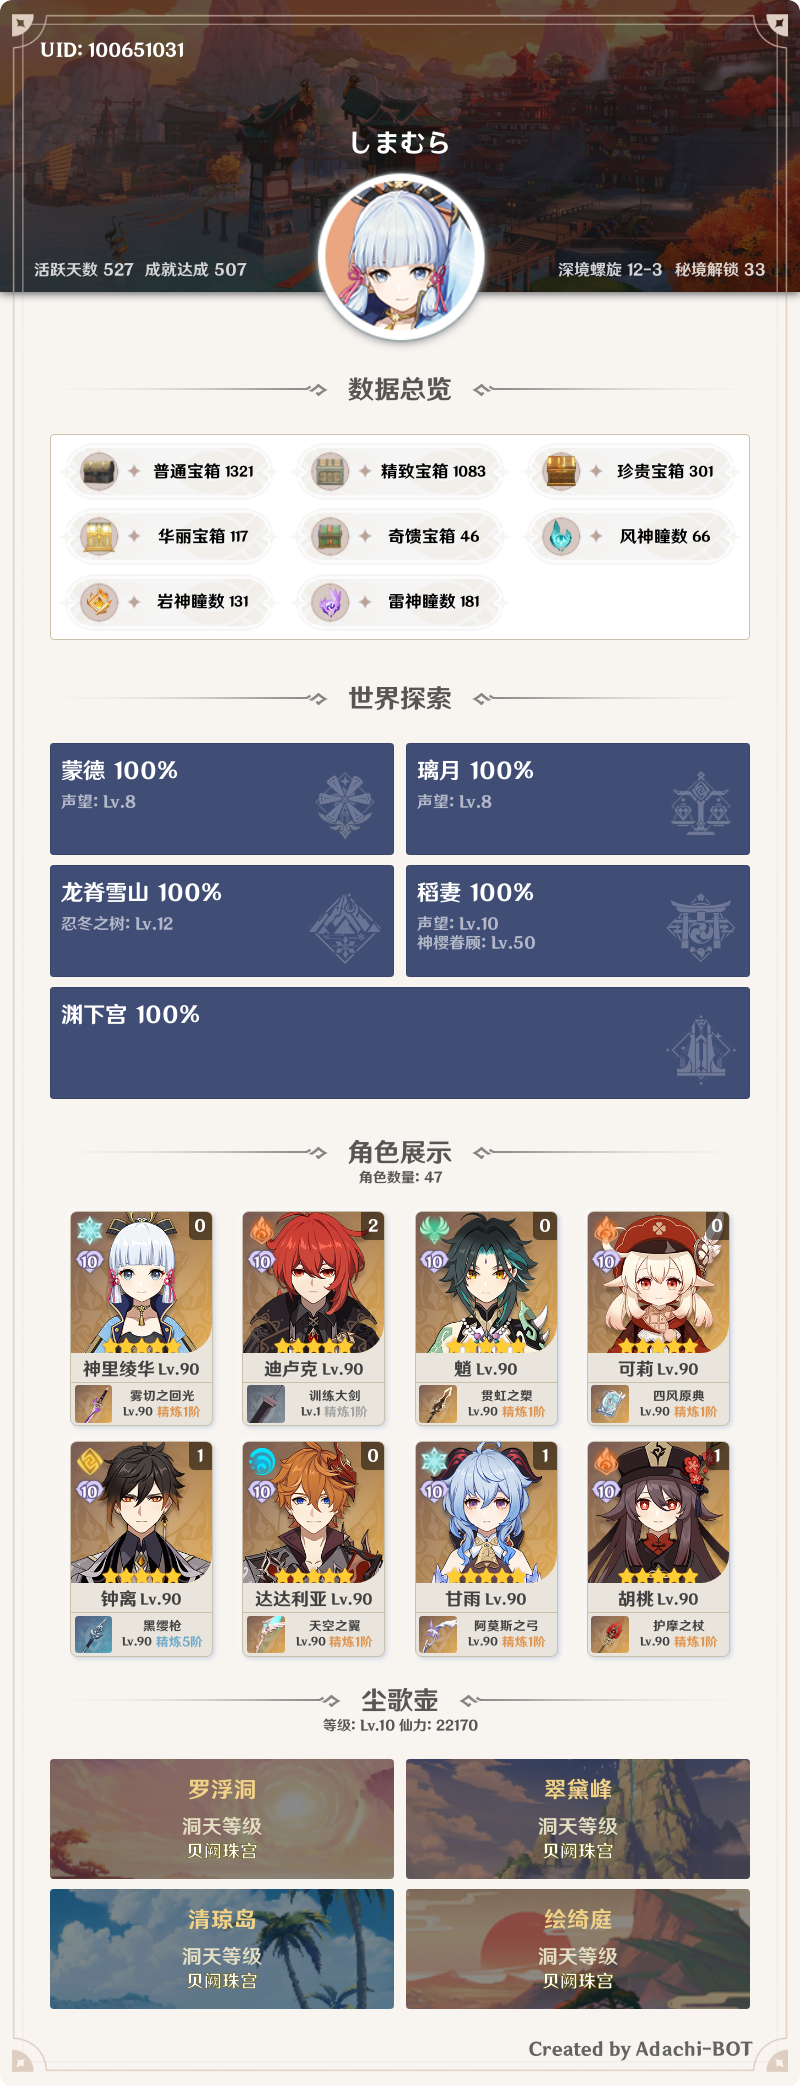 UID: 100651031
しまむら
活跃天数 527 成就达成 507
深境螺旋 12-3 秘境解锁 33
数据总览
普通宝箱 1321
精致宝箱 1083
珍贵宝箱 301
华丽宝箱 117
奇馈宝箱 46
风神瞳数 66
岩神瞳数 131
雷神瞳数 181
世界探索
蒙德 100%
声望: Lv.8
璃月 100%
声望: Lv.8
龙脊雪山 100%
忍冬之树: Lv.12
稻妻 100%
声望: Lv.10
神樱眷顾: Lv.50
渊下宫 100%
角色展示
角色数量: 47
0
10
神里绫华 Lv.90
雾切之回光
Lv.90 精炼1阶
2
10
迪卢克 Lv.90
训练大剑
Lv.1 精炼1阶
0
10
魈 Lv.90
贯虹之槊
Lv.90 精炼1阶
0
10
可莉 Lv.90
四风原典
Lv.90 精炼1阶
1
10
钟离 Lv.90
黑缨枪
Lv.90 精炼5阶
0
10
达达利亚 Lv.90
天空之翼
Lv.90 精炼1阶
1
10
甘雨 Lv.90
阿莫斯之弓
Lv.90 精炼1阶
1
10
胡桃 Lv.90
护摩之杖
Lv.90 精炼1阶
尘歌壶
等级: Lv.10 仙力: 22170
罗浮洞
洞天等级
贝阙珠宫
翠黛峰
洞天等级
贝阙珠宫
清琼岛
洞天等级
贝阙珠宫
绘绮庭
洞天等级
贝阙珠宫
Created by Adachi-BOT